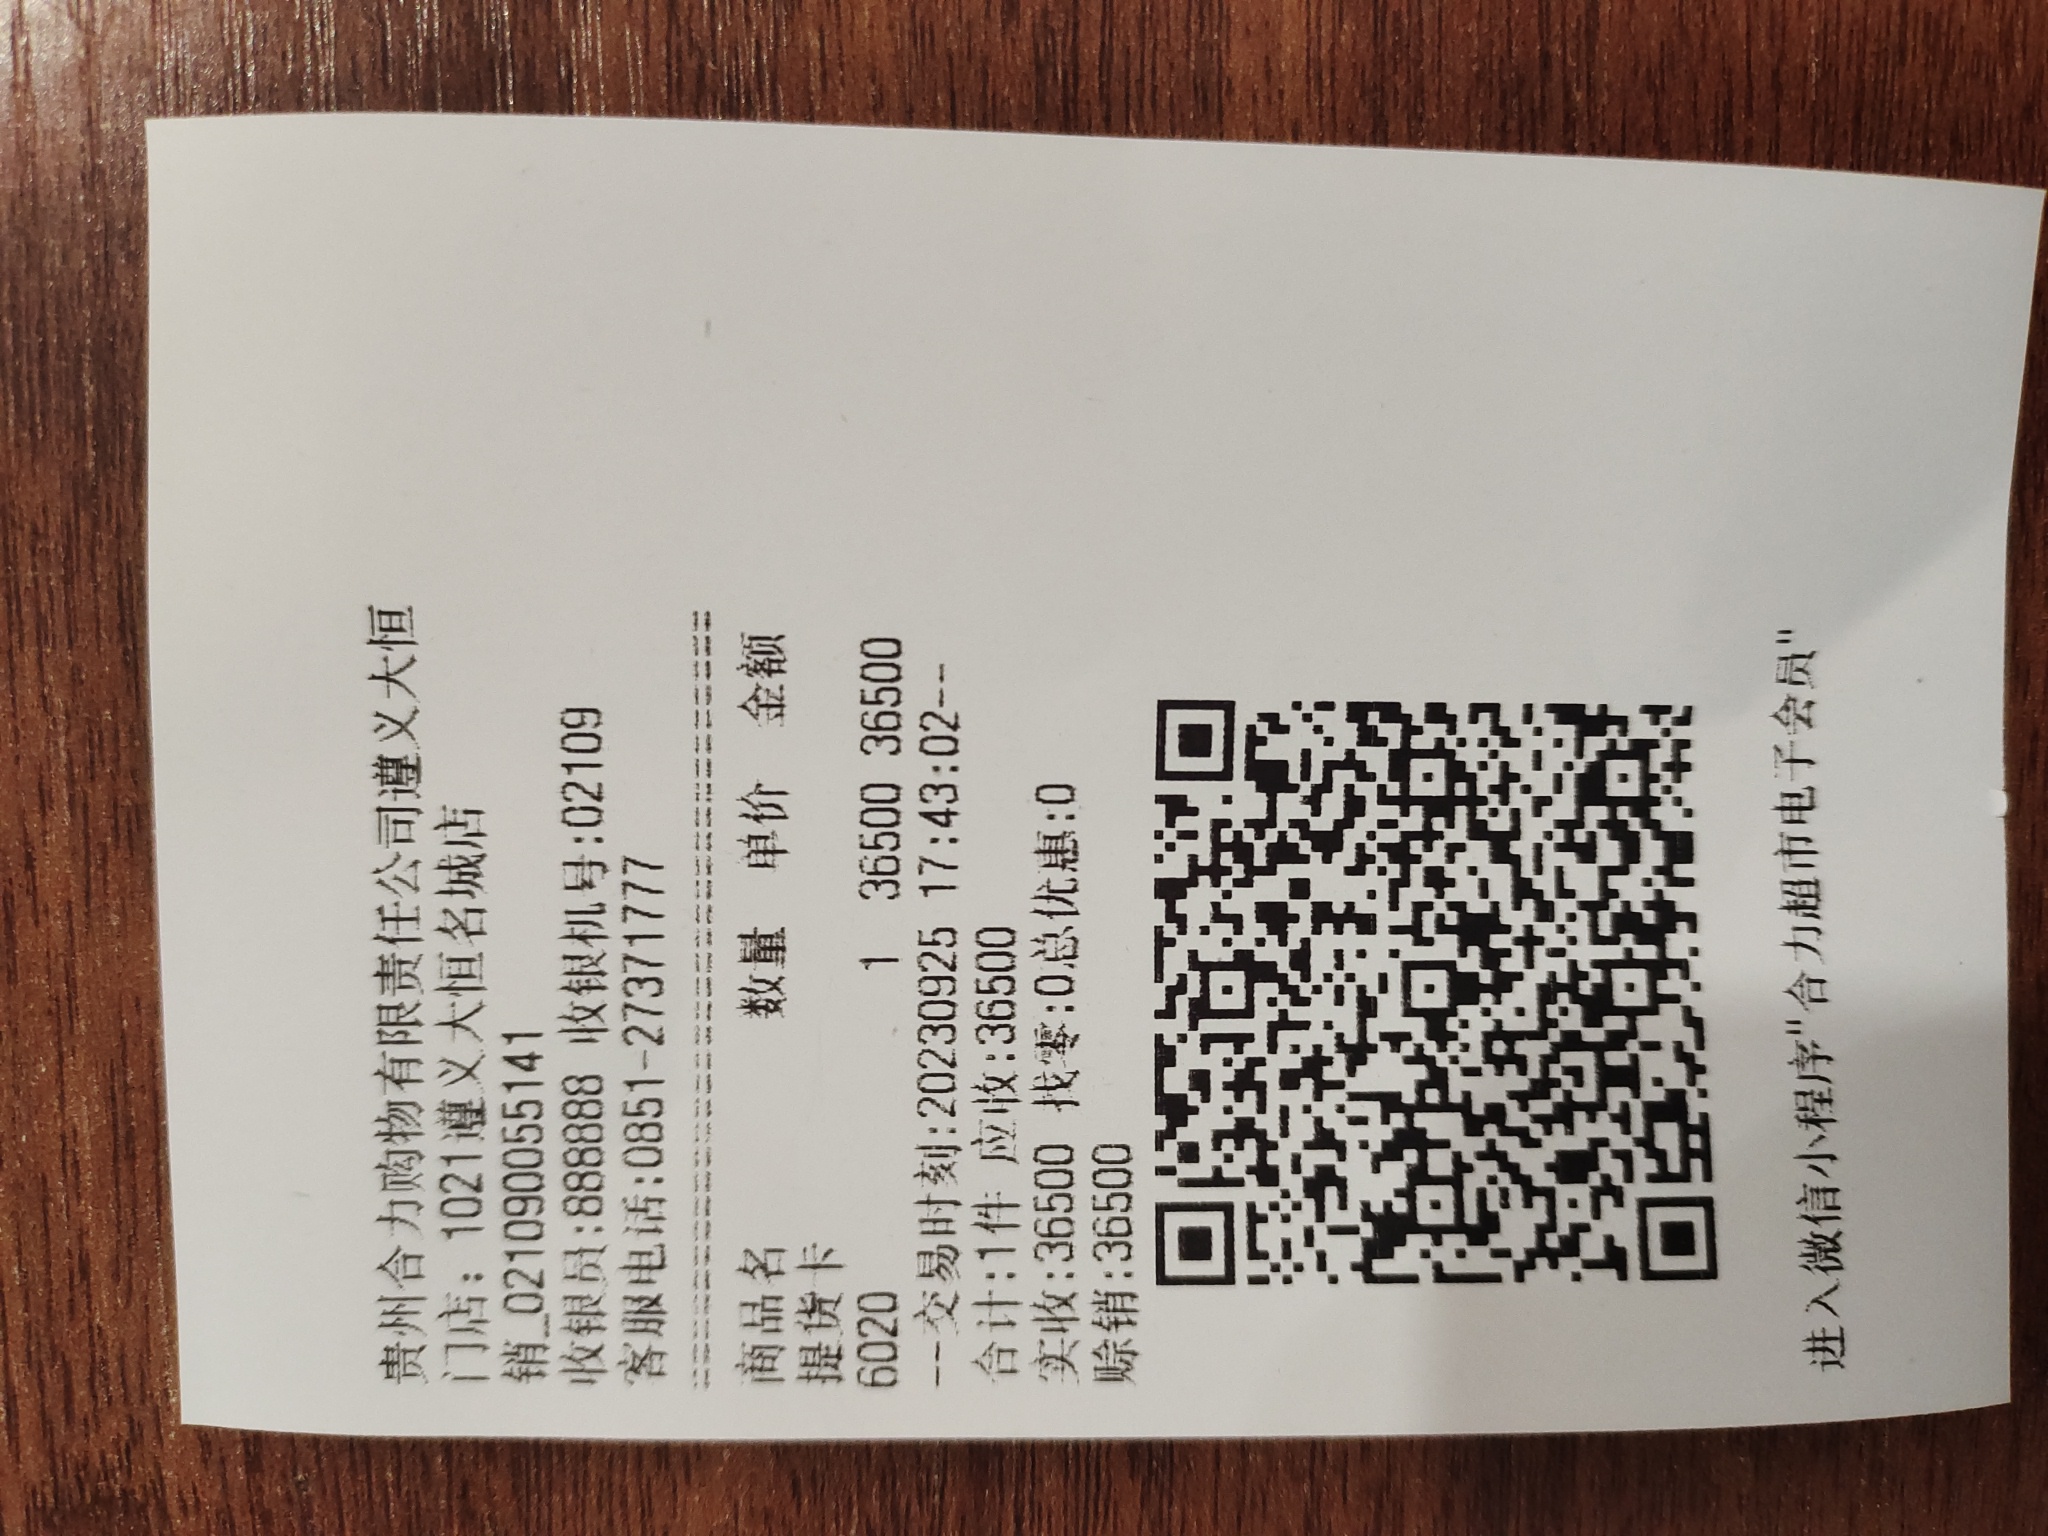 贵州合力购物有限责任公司遵义大恒
门店: 1021遵义大恒名城店
销_021090055141
收银员:888888 收银机号:02109
客服电话:0851-27371777
================================
商品名 数量 单价 金额
提货卡
6020 1 36500 36500
--交易时刻:20230925 17:43:02--
合计:1件 应收:36500
实收:36500 找零:0总优惠:0
赊销:36500
进入微信小程序"合力超市电子会员"